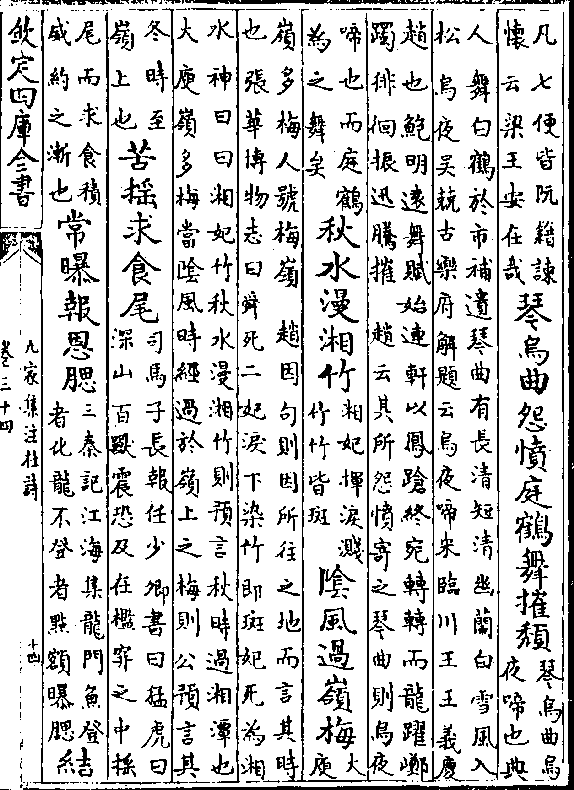 凡七便皆阮籍諫
懷云梁王安在哉
琴烏曲怨憤庭鶴舞摧頽
琴烏曲烏
夜啼也典
人舞白鶴於市補遺琴曲有長清短清幽蘭白雪風入
松烏夜吳兢古樂府解題云烏夜啼宋臨川王王義慶
趙也鮑明遠舞賦始連軒以鳳蹌終宛轉轉而龍躍躑
躅徘徊振迅騰摧 趙云其所怨憤寄之琴曲則烏夜
啼也而庭鶴
為之舞矣
秋水漫湘竹
湘妃揮淚濺
竹竹皆斑
陰風過嶺梅
大
庾
嶺多梅人號梅嶺 趙因句則因所往之地而言其時
也張華博物志曰舜死二妃淚下染竹即斑妃死為湘
水神曰曰湘妃竹秋水漫湘竹則預言秋時過湘潭也
大庾嶺多梅當陰風時經過於嶺上之梅則公預言其
冬時至
嶺上也
苦摇求食尾
司馬子長報任少卿書曰猛虎曰
深山百獸震恐及在檻穽之中摇
尾而求食積
威約之漸也
常曝報恩腮
三秦記江海集龍門魚登
者化龍不登者點額曝腮
結
欽定四庫全書
九家集注杜詩
卷三十四
十四